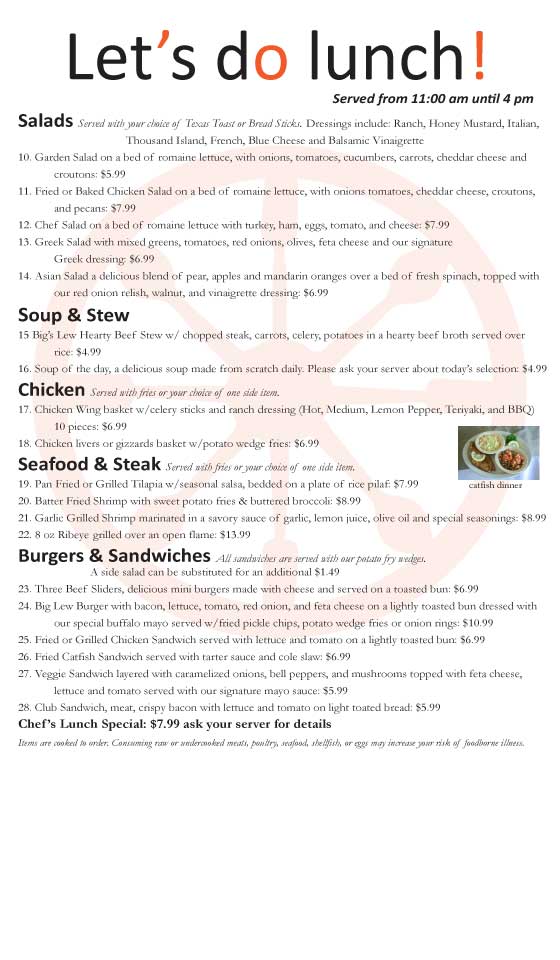 Let's do lunch!
Served from 11:00 am until 4 pm
Salads Served with your choice of Texas Toast or Bread Sticks. Dressings include: Ranch, Honey Mustard, Italian,
Thousand Island, French, Blue Cheese and Balsamic Vinaigrette
10. Garden Salad on a bed of romaine lettuce, with onions, tomatoes, cucumbers, carrots, cheddar cheese and
croutons: $5.99
11. Fried or Baked Chicken Salad on a bed of romaine lettuce, with onions tomatoes, cheddar cheese, croutons,
and pecans: $7.99
12. Chef Salad on a bed of romaine lettuce with turkey, ham, eggs, tomato, and cheese: $7.99
13. Greek Salad with mixed greens, tomatoes, red onions, olives, feta cheese and our signature
Greek dressing: $6.99
14. Asian Salad a delicious blend of pear, apples and mandarin oranges over a bed of fresh spinach, topped with
our red onion relish, walnut, and vinaigrette dressing: $6.99
Soup & Stew
15 Big's Lew Hearty Beef Stew w/ chopped steak, carrots, celery, potatoes in a hearty beef broth served over
rice: $4.99
16. Soup of the day, a delicious soup made from scratch daily. Please ask your server about today's selection: $4.99
Chicken Served with fries or your choice of one side item.
17. Chicken Wing basket w/celery sticks and ranch dressing (Hot, Medium, Lemon Pepper, Teriyaki, and BBQ)
10 pieces: $6.99
18. Chicken livers or gizzards basket w/potato wedge fries: $6.99
Seafood & Steak Served with fries or your choice of one side item.
19. Pan Fried or Grilled Tilapia w/seasonal salsa, bedded on a plate of rice pilaf: $7.99
catfish dinner
20. Batter Fried Shrimp with sweet potato fries & buttered broccoli: $8.99
21. Garlic Grilled Shrimp marinated in a savory sauce of garlic, lemon juice, olive oil and special seasonings: $8.99
22. 8 oz Ribeye grilled over an open flame: $13.99
Burgers & Sandwiches All sandwiches are served with our potato fry wedges.
A side salad can be substituted for an additional $1.49
23. Three Beef Sliders, delicious mini burgers made with cheese and served on a toasted bun: $6.99
24. Big Lew Burger with bacon, lettuce, tomato, red onion, and feta cheese on a lightly toasted bun dressed with
our special buffalo mayo served w/fried pickle chips, potato wedge fries or onion rings: $10.99
25. Fried or Grilled Chicken Sandwich served with lettuce and tomato on a lightly toasted bun: $6.99
26. Fried Catfish Sandwich served with tarter sauce and cole slaw: $6.99
27. Veggie Sandwich layered with caramelized onions, bell peppers, and mushrooms topped with feta cheese,
lettuce and tomato served with our signature mayo sauce: $5.99
28. Club Sandwich, meat, crispy bacon with lettuce and tomato on light toated bread: $5.99
Chef's Lunch Special: $7.99 ask your server for details
Items are cooked to order. Consuming raw or undercooked meats, poultry, seafood, shellfish, or eggs may increase your risk of foodborne illness.